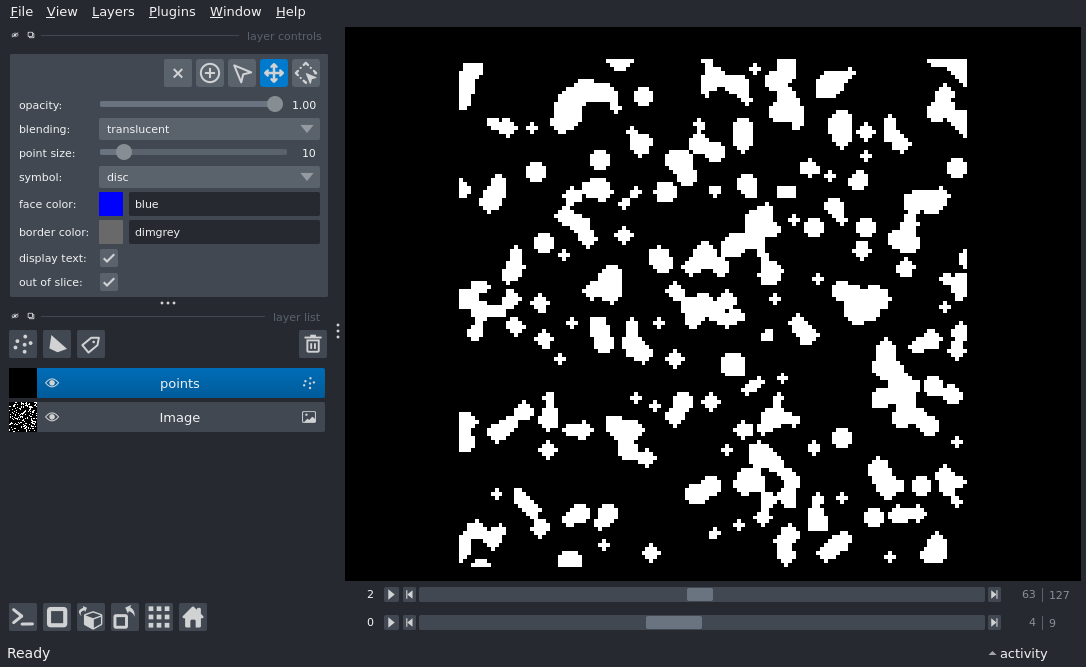 File View Layers Plugins Window Help
layer controls
opacity: 1.00
blending: translucent
point size: 10
symbol: disc
face color: blue
border color: dimgrey
display text:
out of slice:
layer list
points
Image
2 63 127
0 4 9
Ready activity